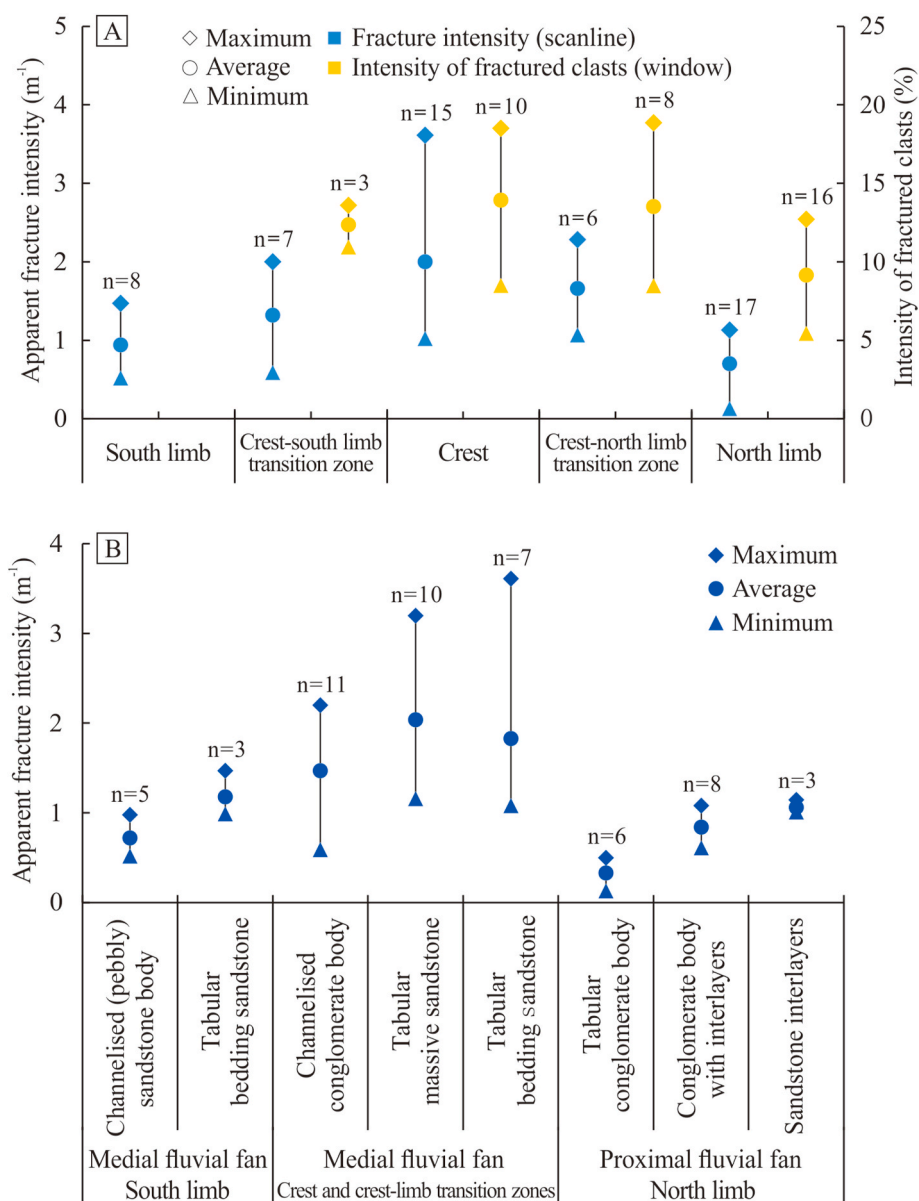 A
Maximum
Average
Minimum
Fracture intensity (scanline)
Intensity of fractured clasts (window)
Apparent fracture intensity (m⁻¹)
5
4
3
2
1
0
Intensity of fractured clasts (%)
25
20
15
10
5
0
n=8
n=7
n=3
n=15
n=10
n=6
n=8
n=17
n=16
South limb
Crest-south limb
transition zone
Crest
Crest-north limb
transition zone
North limb
B
Maximum
Average
Minimum
Apparent fracture intensity (m⁻¹)
4
3
2
1
0
n=5
n=3
n=11
n=10
n=7
n=6
n=8
n=3
Channelised (pebbly)
sandstone body
Tabular
bedding sandstone
Channelised
conglomerate body
Tabular
massive sandstone
Tabular
bedding sandstone
Tabular
conglomerate body
Conglomerate body
with interlayers
Sandstone interlayers
Medial fluvial fan
South limb
Medial fluvial fan
Crest and crest-limb transition zones
Proximal fluvial fan
North limb